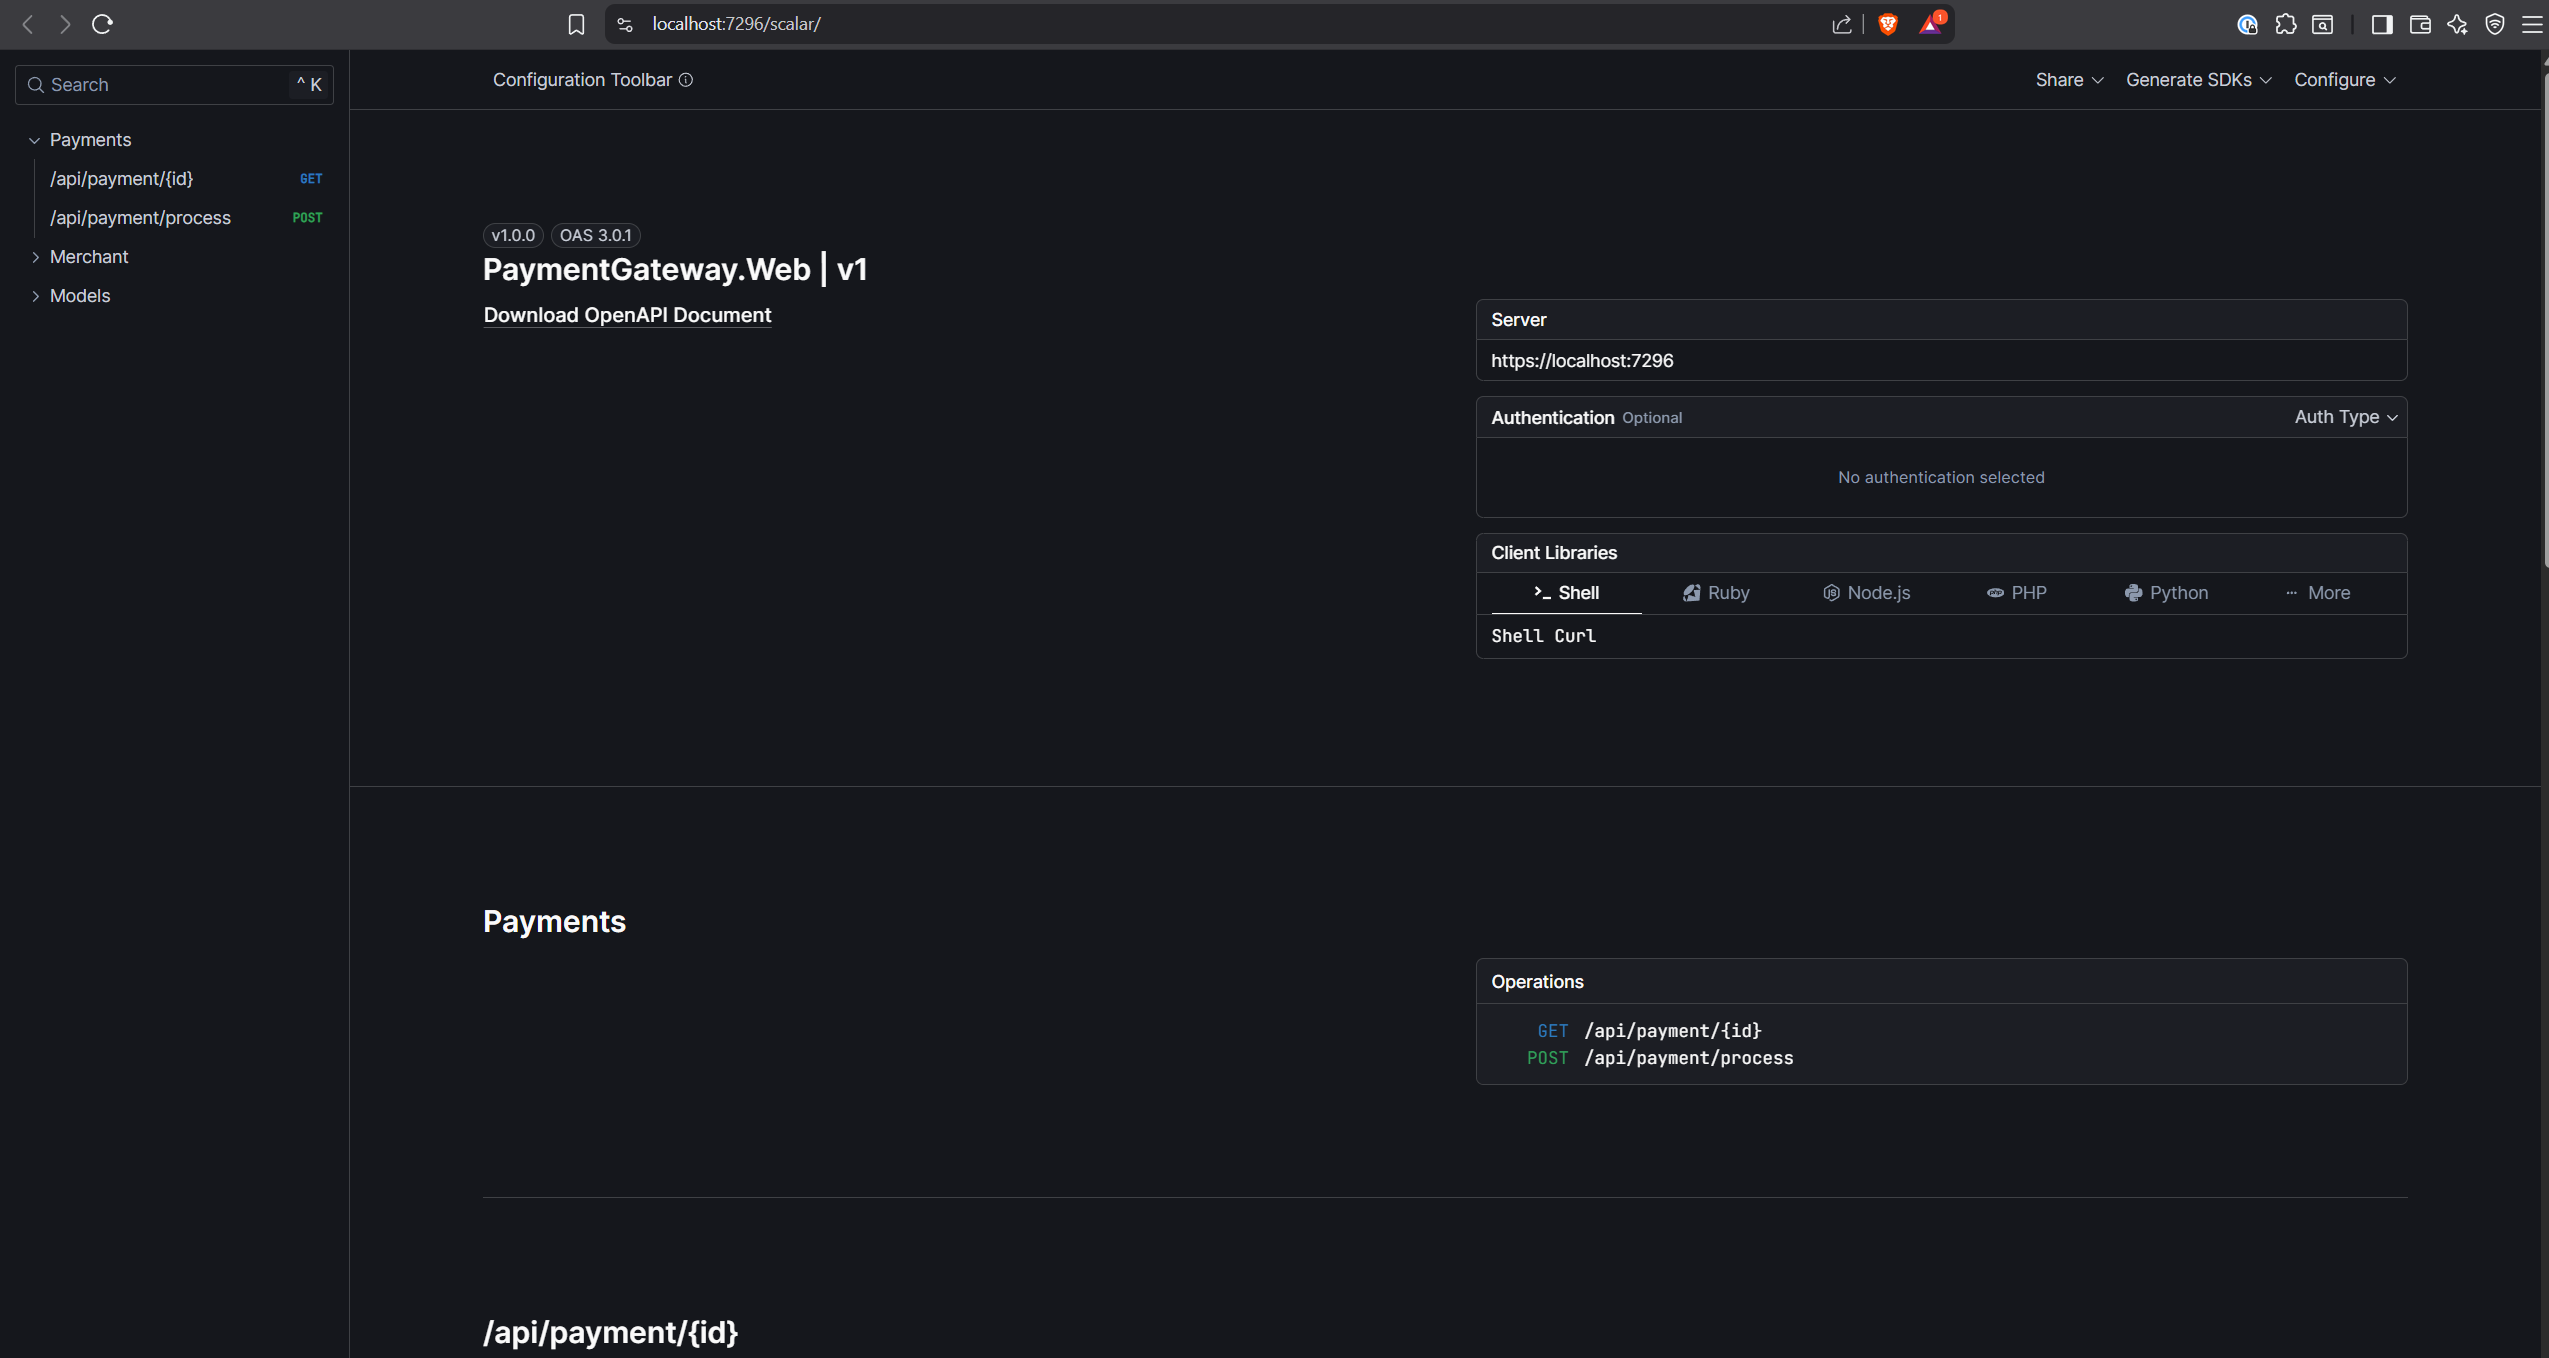 localhost:7296/scalar/
1
Search
^ K
Payments
/api/payment/{id} GET
/api/payment/process POST
Merchant
Models
Configuration Toolbar
Share
Generate SDKs
Configure
v1.0.0 OAS 3.0.1
PaymentGateway.Web | v1
Download OpenAPI Document
Server
https://localhost:7296
Authentication Optional Auth Type
No authentication selected
Client Libraries
Shell Ruby Node.js PHP Python More
Shell Curl
Payments
Operations
GET /api/payment/{id}
POST /api/payment/process
/api/payment/{id}